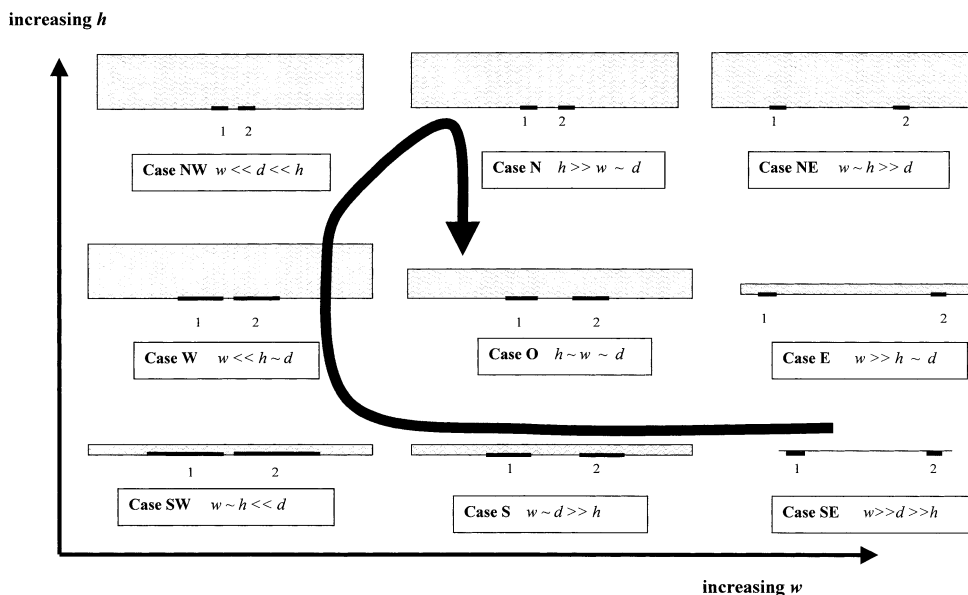 increasing h
1 2
1 2
1 2
Case NW w << d << h
Case N h >> w ~ d
Case NE w ~ h >> d
1 2
1 2
1 2
Case W w << h ~ d
Case O h ~ w ~ d
Case E w >> h ~ d
1 2
1 2
1 2
Case SW w ~ h << d
Case S w ~ d >> h
Case SE w>>d>>h
increasing w